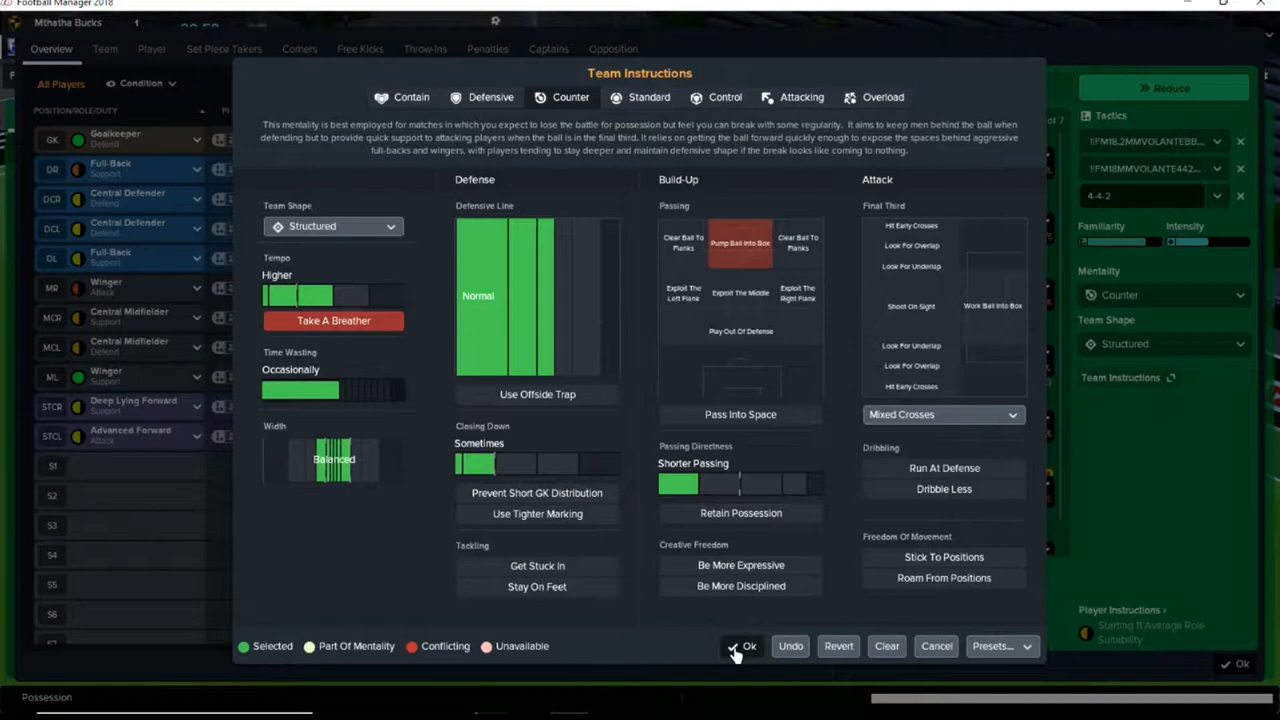 Football Manager 2018
Mthatha Bucks
1
Overview Team Player Set Piece Takers Corners Free Kicks Throw-Ins Penalties Captains Opposition
All Players Condition
POSITION/ROLE/DUTY
GK Goalkeeper
Defend
DR Full-Back
Support
DCR Central Defender
Defend
DCL Central Defender
Defend
DL Full-Back
Support
MR Winger
Attack
MCR Central Midfielder
Support
MCL Central Midfielder
Defend
ML Winger
Support
STCR Deep Lying Forward
Support
STCL Advanced Forward
Attack
S1
S2
S3
S4
S5
S6
Team Instructions
Contain Defensive Counter Standard Control Attacking Overload
This mentality is best employed for matches in which you expect to lose the battle for possession but feel you can break with some regularity. It aims to keep men behind the ball when
defending but to provide quick support to attacking players when the ball is in the final third. It relies on getting the ball forward quickly enough to expose the spaces behind aggressive
full-backs and wingers, with players tending to stay deeper and maintain defensive shape if the break looks like coming to nothing.
Team Shape
Structured
Tempo
Higher
Take A Breather
Time Wasting
Occasionally
Width
Balanced
Defense
Defensive Line
Normal
Use Offside Trap
Closing Down
Sometimes
Prevent Short GK Distribution
Use Tighter Marking
Tackling
Get Stuck In
Stay On Feet
Build-Up
Passing
Clear Ball To Flanks
Pump Ball Into Box
Clear Ball To Flanks
Exploit The Left Flank
Exploit The Middle
Exploit The Right Flank
Play Out Of Defense
Pass Into Space
Passing Directness
Shorter Passing
Retain Possession
Creative Freedom
Be More Expressive
Be More Disciplined
Attack
Final Third
Hit Early Crosses
Look For Overlap
Look For Underlap
Shoot On Sight
Work Ball Into Box
Look For Underlap
Look For Overlap
Hit Early Crosses
Mixed Crosses
Dribbling
Run At Defense
Dribble Less
Freedom Of Movement
Stick To Positions
Roam From Positions
Selected Part Of Mentality Conflicting Unavailable
Ok Undo Revert Clear Cancel Presets...
Reduce
of 7 Tactics
!!FM18.2MMVOLANTEBB...
!!FM18MMVOLANTE442...
4-4-2
Familiarity Intensity
Mentality
Counter
Team Shape
Structured
Team Instructions
Player Instructions >
Starting 11 Average Role
Suitability
Ok
Possession